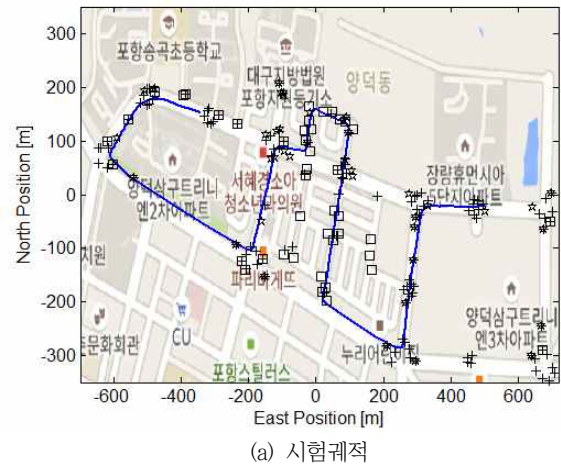 300
200
100
0
-100
-200
-300
North Position [m]
포항송곡초등학교
대구지방법원
포항지원등기소
양덕동
양덕삼구트리니
엔2차아파트
서혜경소아
청소년과의원
장량휴먼시아
5단지아파트
파리바게뜨
CU
포항스틸러스
누리어린이집
양덕삼구트리니
엔3차아파트
문화회관
-600
-400
-200
0
200
400
600
East Position [m]
(a) 시험궤적